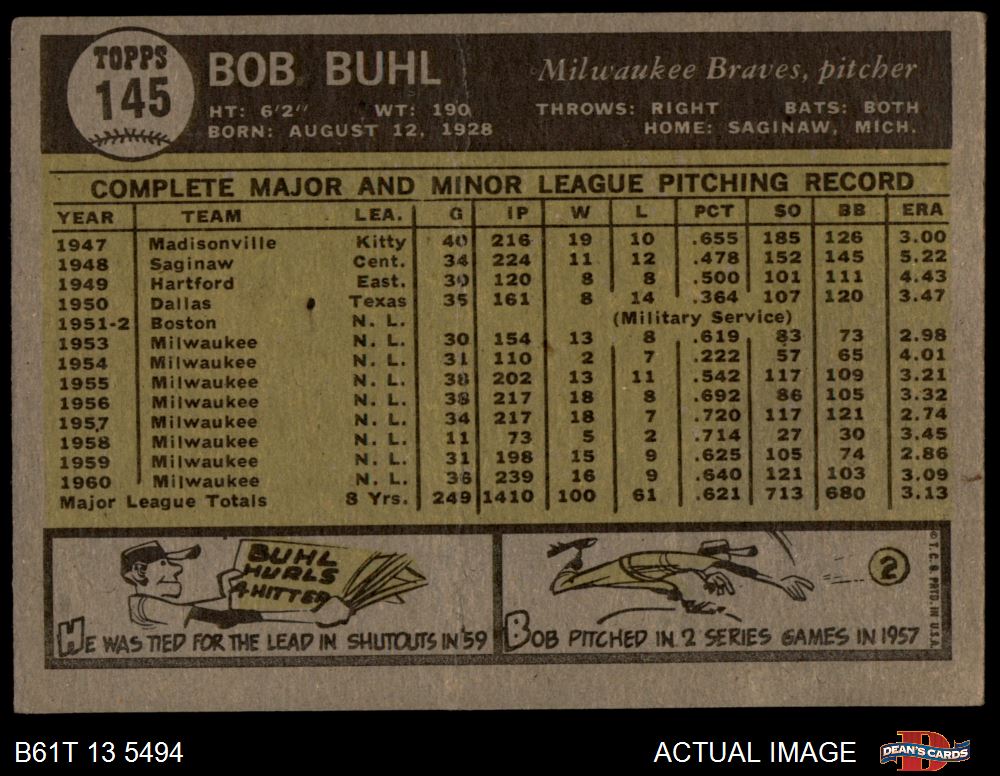 TOPPS
145
BOB BUHL
Milwaukee Braves, pitcher
HT: 6'2" WT: 190 THROWS: RIGHT BATS: BOTH
BORN: AUGUST 12, 1928 HOME: SAGINAW, MICH.
COMPLETE MAJOR AND MINOR LEAGUE PITCHING RECORD
YEAR TEAM LEA. G IP W L PCT SO BB ERA
1947 Madisonville Kitty 40 216 19 10 .655 185 126 3.00
1948 Saginaw Cent. 34 224 11 12 .478 152 145 5.22
1949 Hartford East. 30 120 8 8 .500 101 111 4.43
1950 Dallas Texas 35 161 8 14 .364 107 120 3.47
1951-2 Boston N. L. (Military Service)
1953 Milwaukee N. L. 30 154 13 8 .619 83 73 2.98
1954 Milwaukee N. L. 31 110 2 7 .222 57 65 4.01
1955 Milwaukee N. L. 38 202 13 11 .542 117 109 3.21
1956 Milwaukee N. L. 38 217 18 8 .692 86 105 3.32
1957 Milwaukee N. L. 34 217 18 7 .720 117 121 2.74
1958 Milwaukee N. L. 11 73 5 2 .714 27 30 3.45
1959 Milwaukee N. L. 31 198 15 9 .625 105 74 2.86
1960 Milwaukee N. L. 36 239 16 9 .640 121 103 3.09
Major League Totals 8 Yrs. 249 1410 100 61 .621 713 680 3.13
BUHL
HURLS
4 HITTER
HE WAS TIED FOR THE LEAD IN SHUTOUTS IN '59
2
BOB PITCHED IN 2 SERIES GAMES IN 1957
© T. C. G. PRTD. IN U.S.A.
B61T 13 5494
ACTUAL IMAGE
D
DEAN'S CARDS